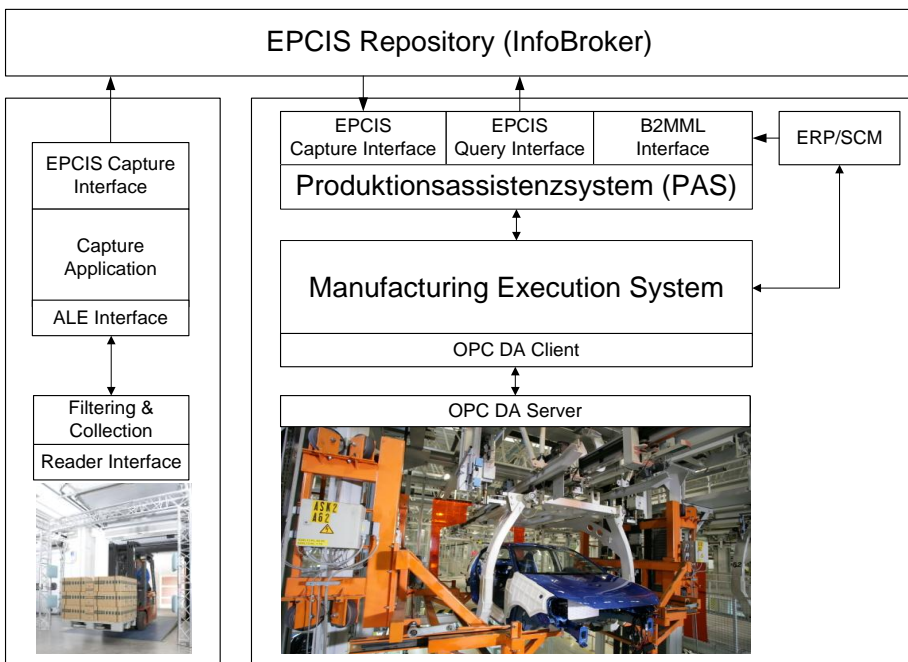 EPCIS Repository (InfoBroker)
EPCIS Capture
Interface
Capture
Application
ALE Interface
Filtering &
Collection
Reader Interface
EPCIS
Capture Interface
EPCIS
Query Interface
B2MML
Interface
ERP/SCM
Produktionsassistenzsystem (PAS)
Manufacturing Execution System
OPC DA Client
OPC DA Server
ASK2
AG2